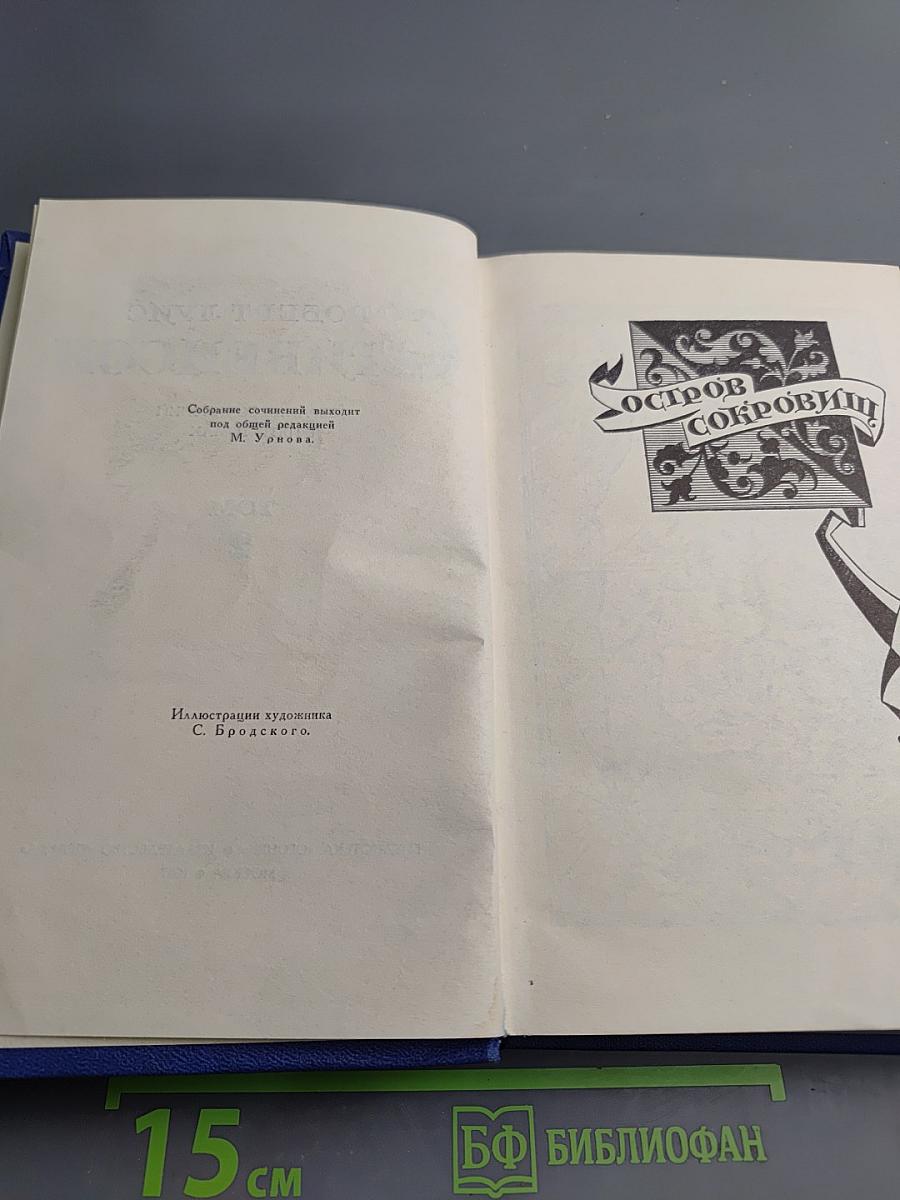 Собрание сочинений выходит
под общей редакцией
М. Урнова.
Иллюстрации художника
С. Бродского.
ОСТРОВ
СОКРОВИЩ
15 см
БФ БИБЛИОФАН